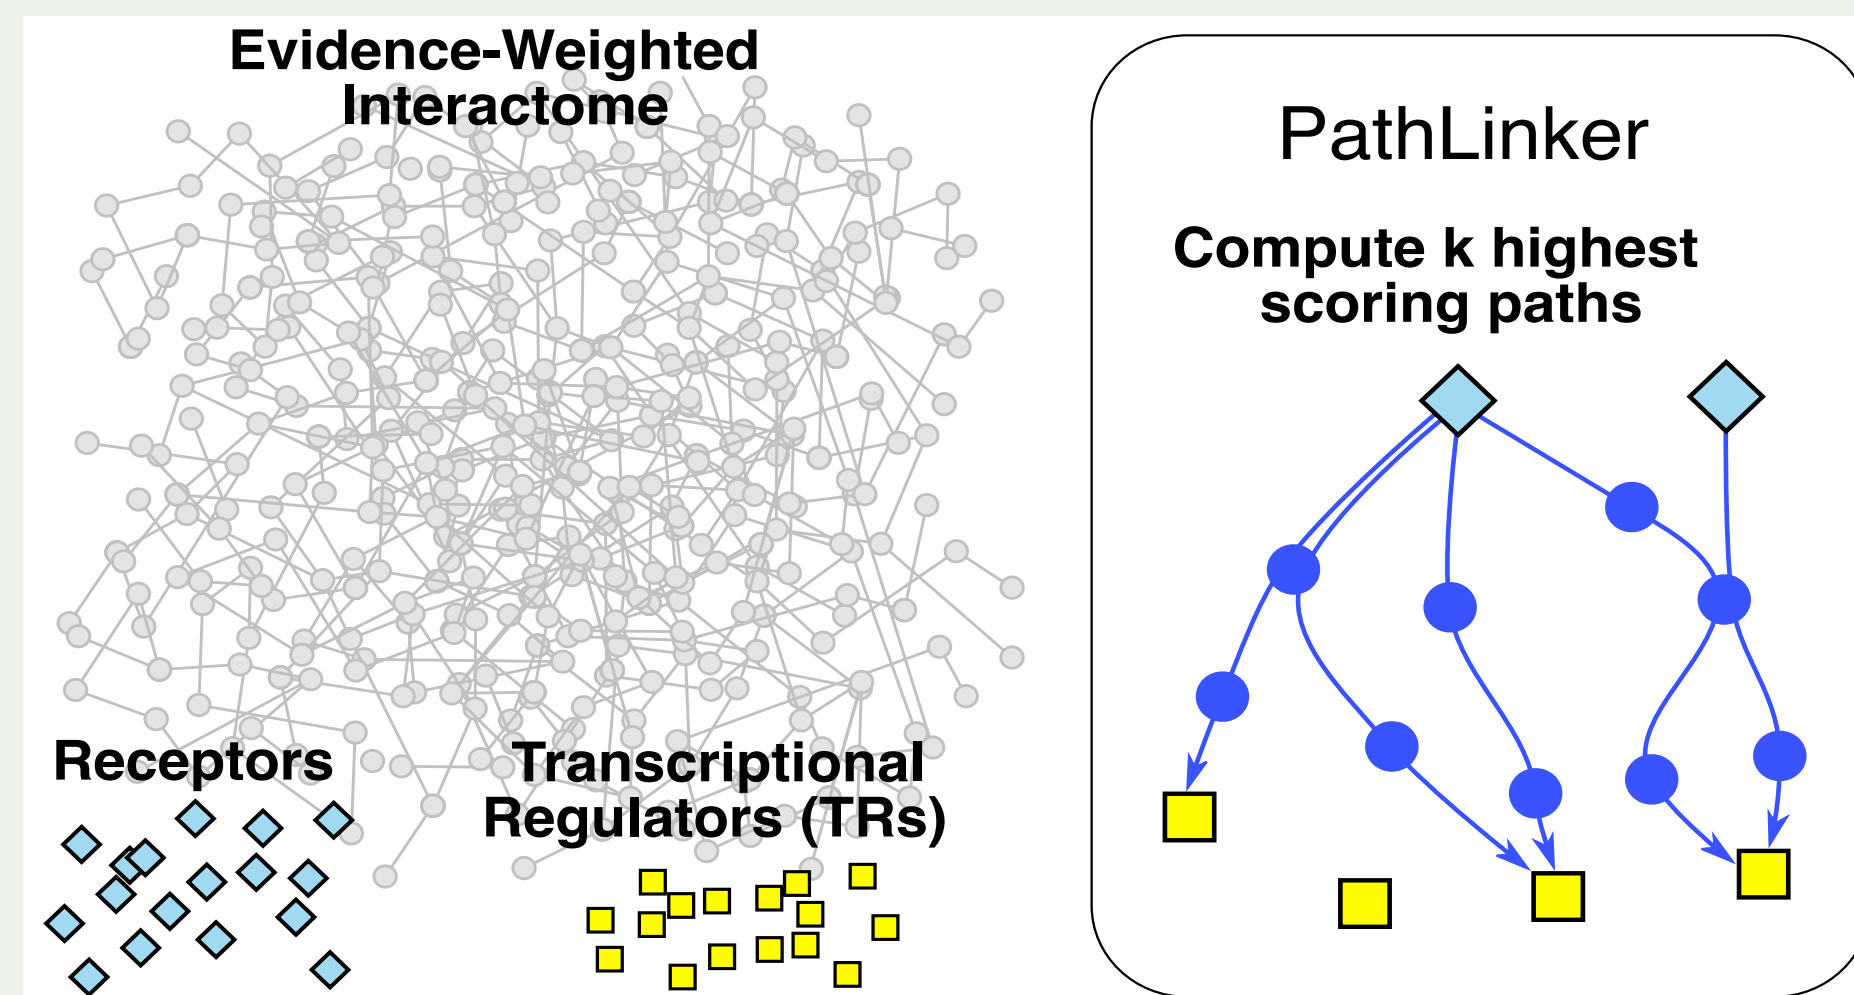 Evidence-Weighted
Interactome
Receptors
Transcriptional
Regulators (TRs)
PathLinker
Compute k highest
scoring paths